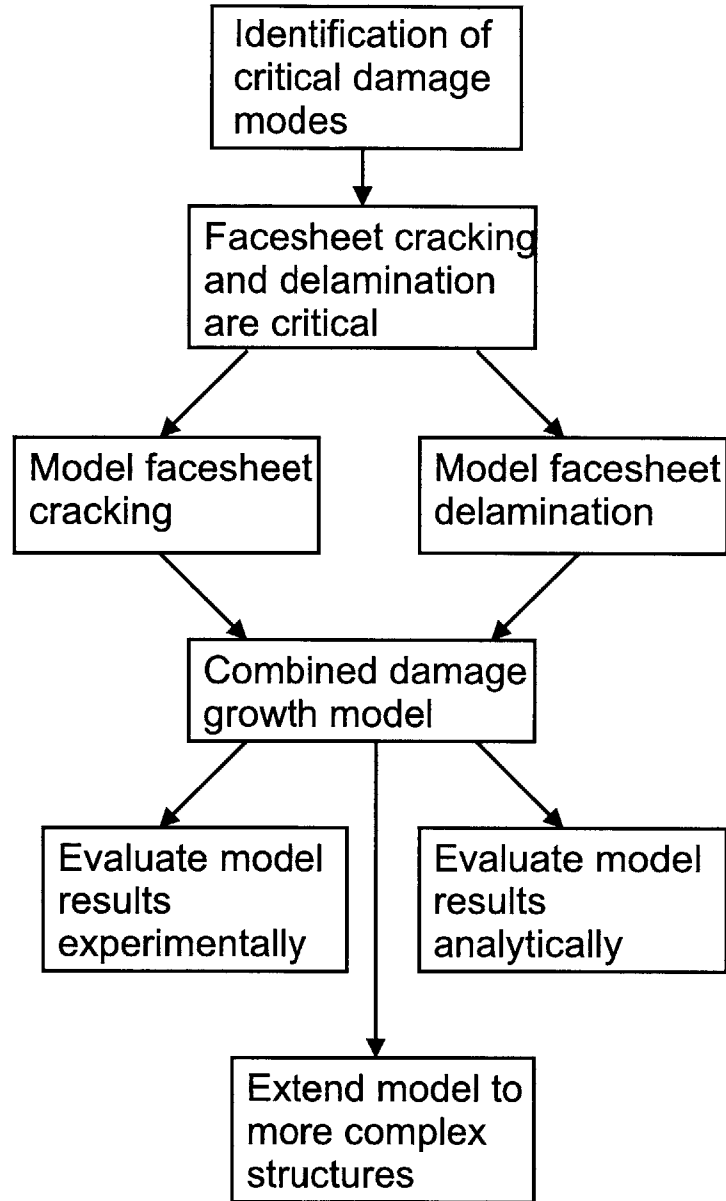 Identification of
critical damage
modes
Facesheet cracking
and delamination
are critical
Model facesheet
cracking
Model facesheet
delamination
Combined damage
growth model
Evaluate model
results
experimentally
Evaluate model
results
analytically
Extend model to
more complex
structures